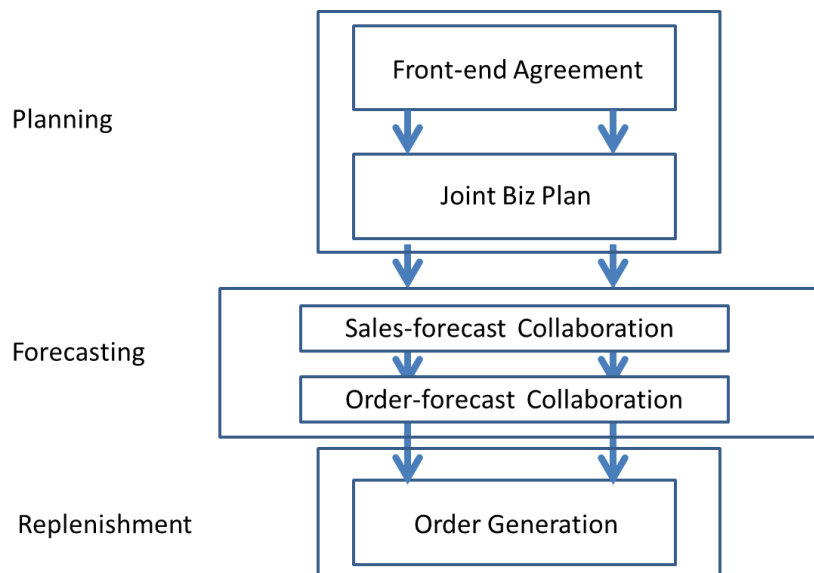 Front-end Agreement
Planning
Joint Biz Plan
Sales-forecast Collaboration
Forecasting
Order-forecast Collaboration
Replenishment
Order Generation